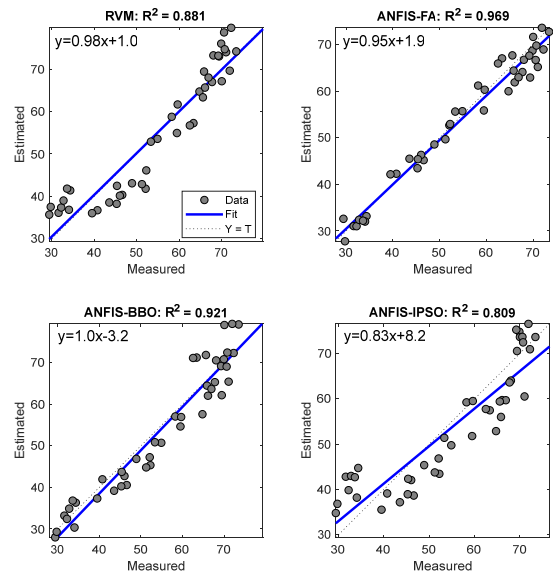 RVM: R² = 0.881
y=0.98x+1.0
Estimated
70
60
50
40
30
30 40 50 60 70
Measured
Data
Fit
Y = T
ANFIS-FA: R² = 0.969
y=0.95x+1.9
Estimated
70
60
50
40
30
30 40 50 60 70
Measured
ANFIS-BBO: R² = 0.921
y=1.0x-3.2
Estimated
70
60
50
40
30
30 40 50 60 70
Measured
ANFIS-IPSO: R² = 0.809
y=0.83x+8.2
Estimated
70
60
50
40
30
30 40 50 60 70
Measured